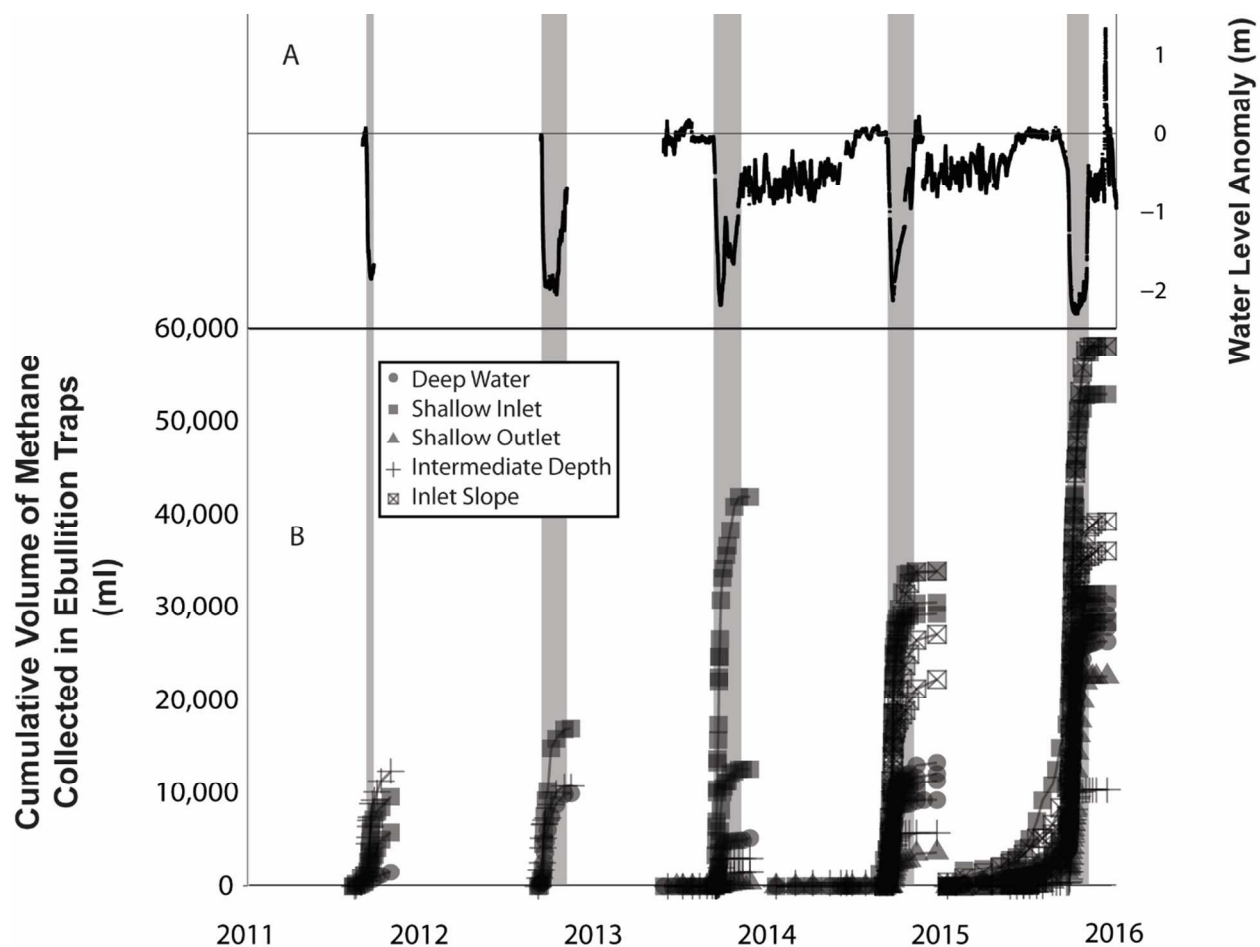 A
1
0
−1
−2
Water Level Anomaly (m)
60,000
50,000
40,000
30,000
20,000
10,000
0
Cumulative Volume of Methane
Collected in Ebullition Traps
(ml)
Deep Water
Shallow Inlet
Shallow Outlet
Intermediate Depth
Inlet Slope
B
2011
2012
2013
2014
2015
2016